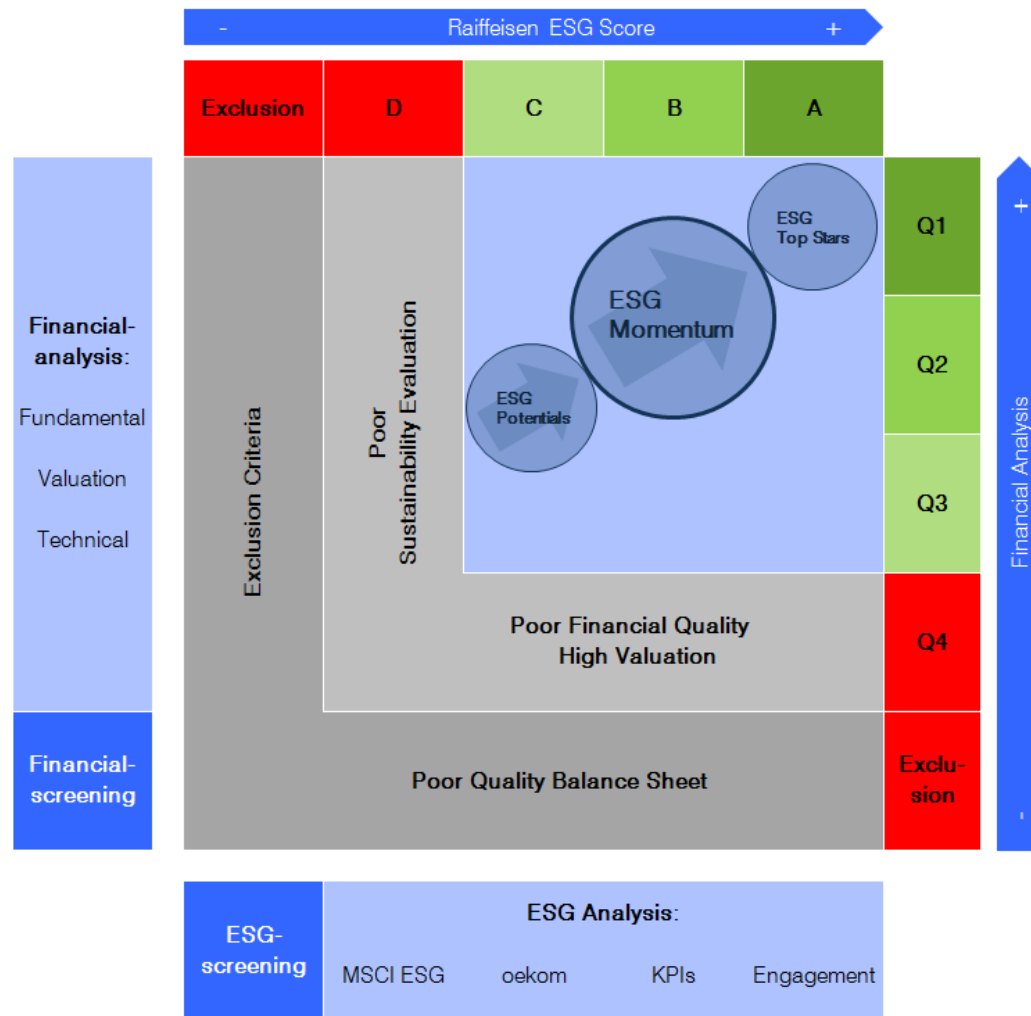 - Raiffeisen ESG Score +
Exclusion
D
C
B
A
Financial-
analysis:
Fundamental
Valuation
Technical
Financial-
screening
Exclusion Criteria
Poor
Sustainability Evaluation
ESG
Potentials
ESG
Momentum
ESG
Top Stars
Poor Financial Quality
High Valuation
Poor Quality Balance Sheet
Q1
Q2
Q3
Q4
Exclu-
sion
- Financial Analysis +
ESG-
screening
ESG Analysis:
MSCI ESG oekom KPIs Engagement